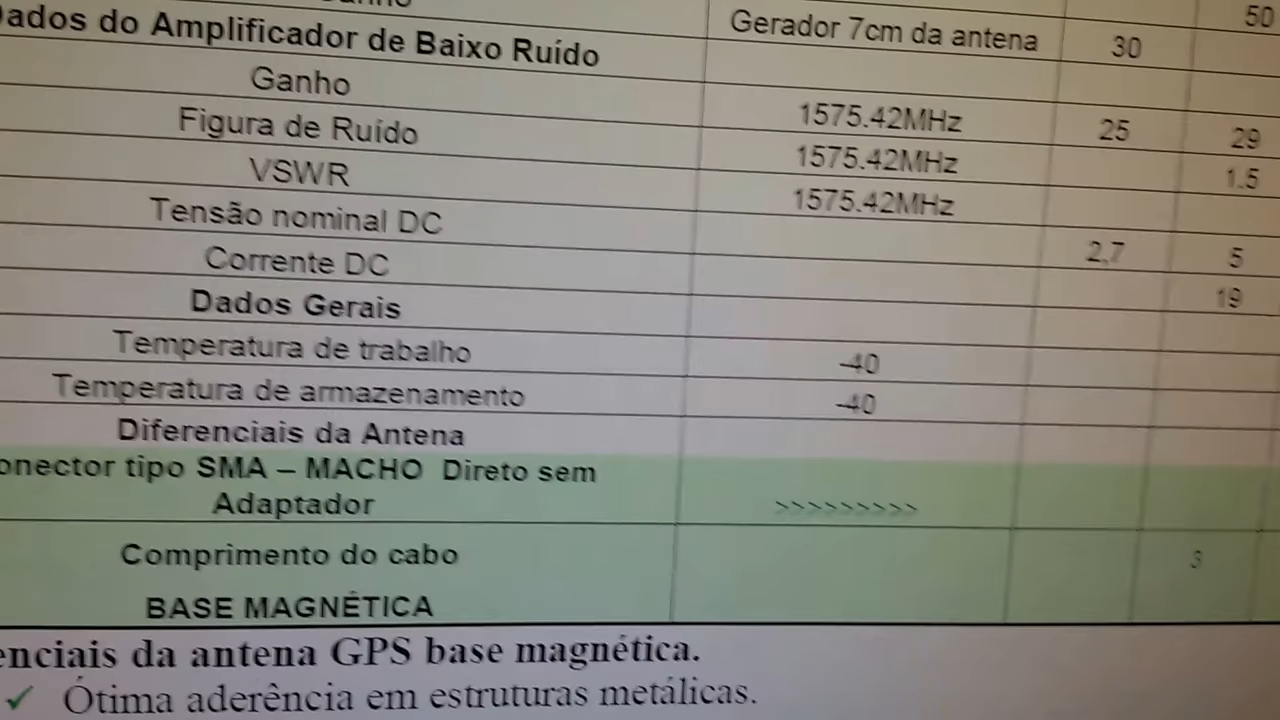 50
Dados do Amplificador de Baixo Ruído Gerador 7cm da antena 30
Ganho 1575.42MHz 25 29
Figura de Ruído 1575.42MHz 1.5
VSWR 1575.42MHz
Tensão nominal DC 2,7 5
Corrente DC 19
Dados Gerais
Temperatura de trabalho -40
Temperatura de armazenamento -40
Diferenciais da Antena
onector tipo SMA – MACHO Direto sem
Adaptador >>>>>>>>>
Comprimento do cabo 3
BASE MAGNÉTICA
enciais da antena GPS base magnética.
✓ Ótima aderência em estruturas metálicas.